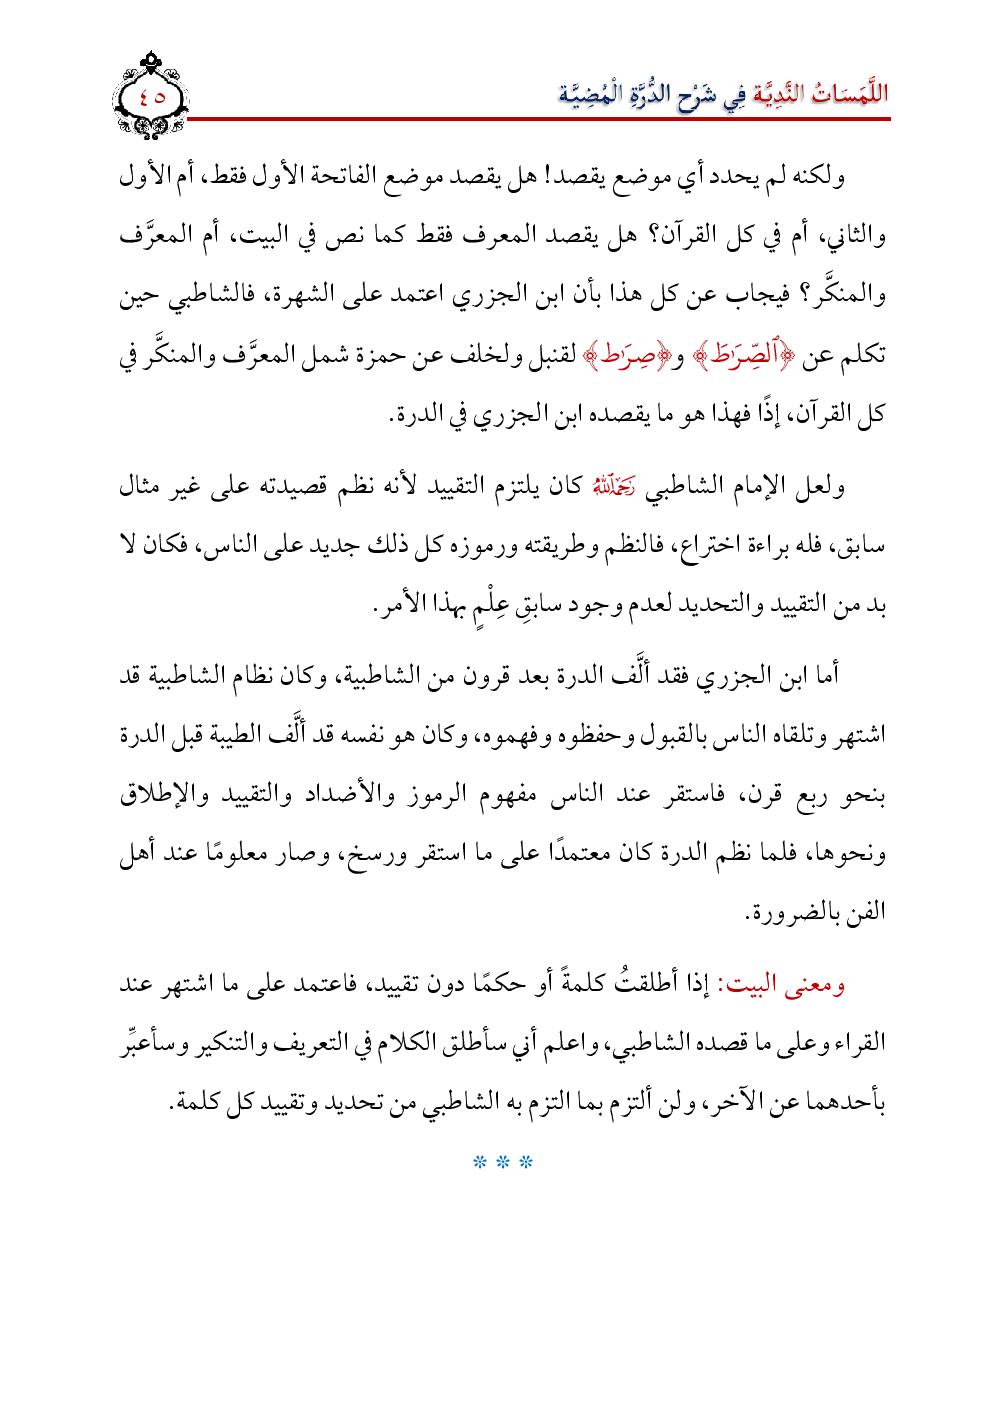 اللَّمَسَاتُ النَّدِيَّة فِي شَرْح الدُّرَّةِ الْمُضِيَّة
٤٥
ولكنه لم يحدد أي موضع يقصد! هل يقصد موضع الفاتحة الأول فقط، أم الأول
والثاني، أم في كل القرآن؟ هل يقصد المعرف فقط كما نص في البيت، أم المعرَّف
والمنكَّر؟ فيجاب عن كل هذا بأن ابن الجزري اعتمد على الشهرة، فالشاطبي حين
تكلم عن ﴿ٱلصِّرَٰطَ﴾ و﴿صِرَٰط﴾ لقنبل ولخلف عن حمزة شمل المعرَّف والمنكَّر في
كل القرآن، إذًا فهذا هو ما يقصده ابن الجزري في الدرة.
ولعل الإمام الشاطبي رَحِمَهُ اللَّهُ كان يلتزم التقييد لأنه نظم قصيدته على غير مثال
سابق، فله براءة اختراع، فالنظم وطريقته ورموزه كل ذلك جديد على الناس، فكان لا
بد من التقييد والتحديد لعدم وجود سابقِ عِلْمٍ بهذا الأمر.
أما ابن الجزري فقد ألَّف الدرة بعد قرون من الشاطبية، وكان نظام الشاطبية قد
اشتهر وتلقاه الناس بالقبول وحفظوه وفهموه، وكان هو نفسه قد ألَّف الطيبة قبل الدرة
بنحو ربع قرن، فاستقر عند الناس مفهوم الرموز والأضداد والتقييد والإطلاق
ونحوها، فلما نظم الدرة كان معتمدًا على ما استقر ورسخ، وصار معلومًا عند أهل
الفن بالضرورة.
ومعنى البيت: إذا أطلقتُ كلمةً أو حكمًا دون تقييد، فاعتمد على ما اشتهر عند
القراء وعلى ما قصده الشاطبي، واعلم أني سأطلق الكلام في التعريف والتنكير وسأعبِّر
بأحدهما عن الآخر، ولن ألتزم بما التزم به الشاطبي من تحديد وتقييد كل كلمة.
* * *